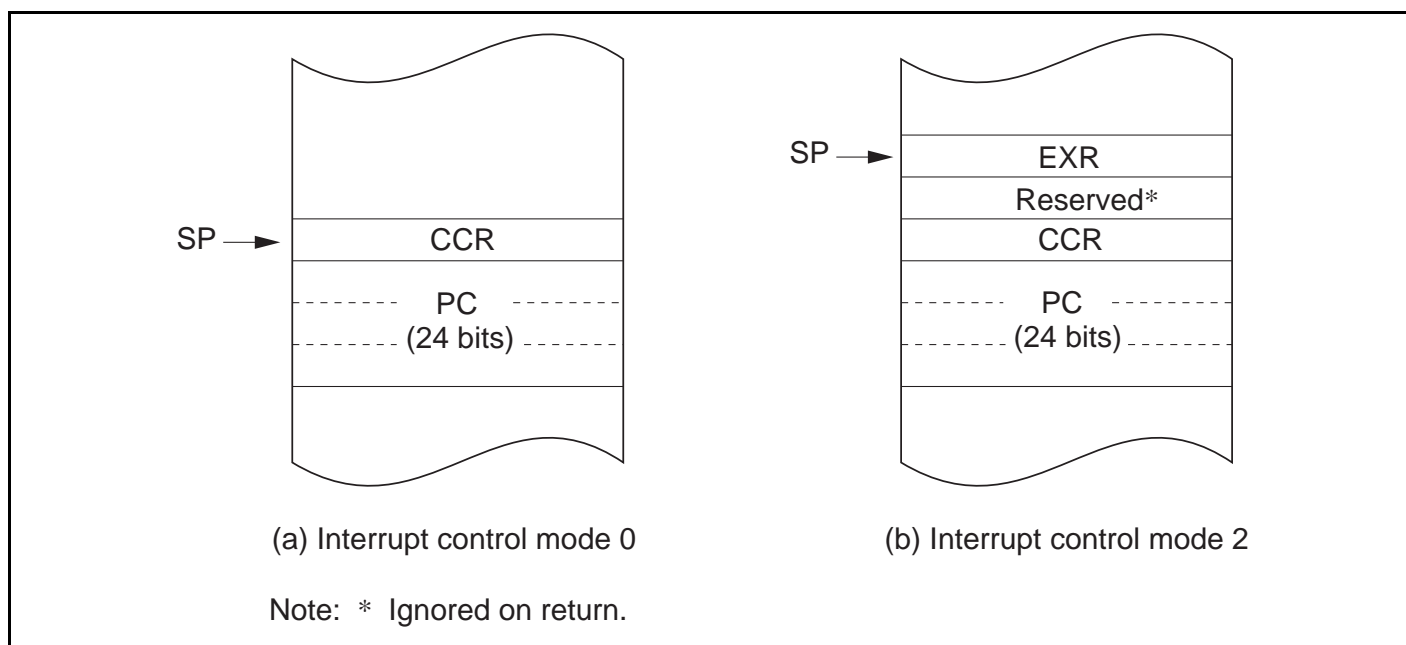 SP
CCR
PC
(24 bits)
(a) Interrupt control mode 0
SP
EXR
Reserved*
CCR
PC
(24 bits)
(b) Interrupt control mode 2
Note: * Ignored on return.